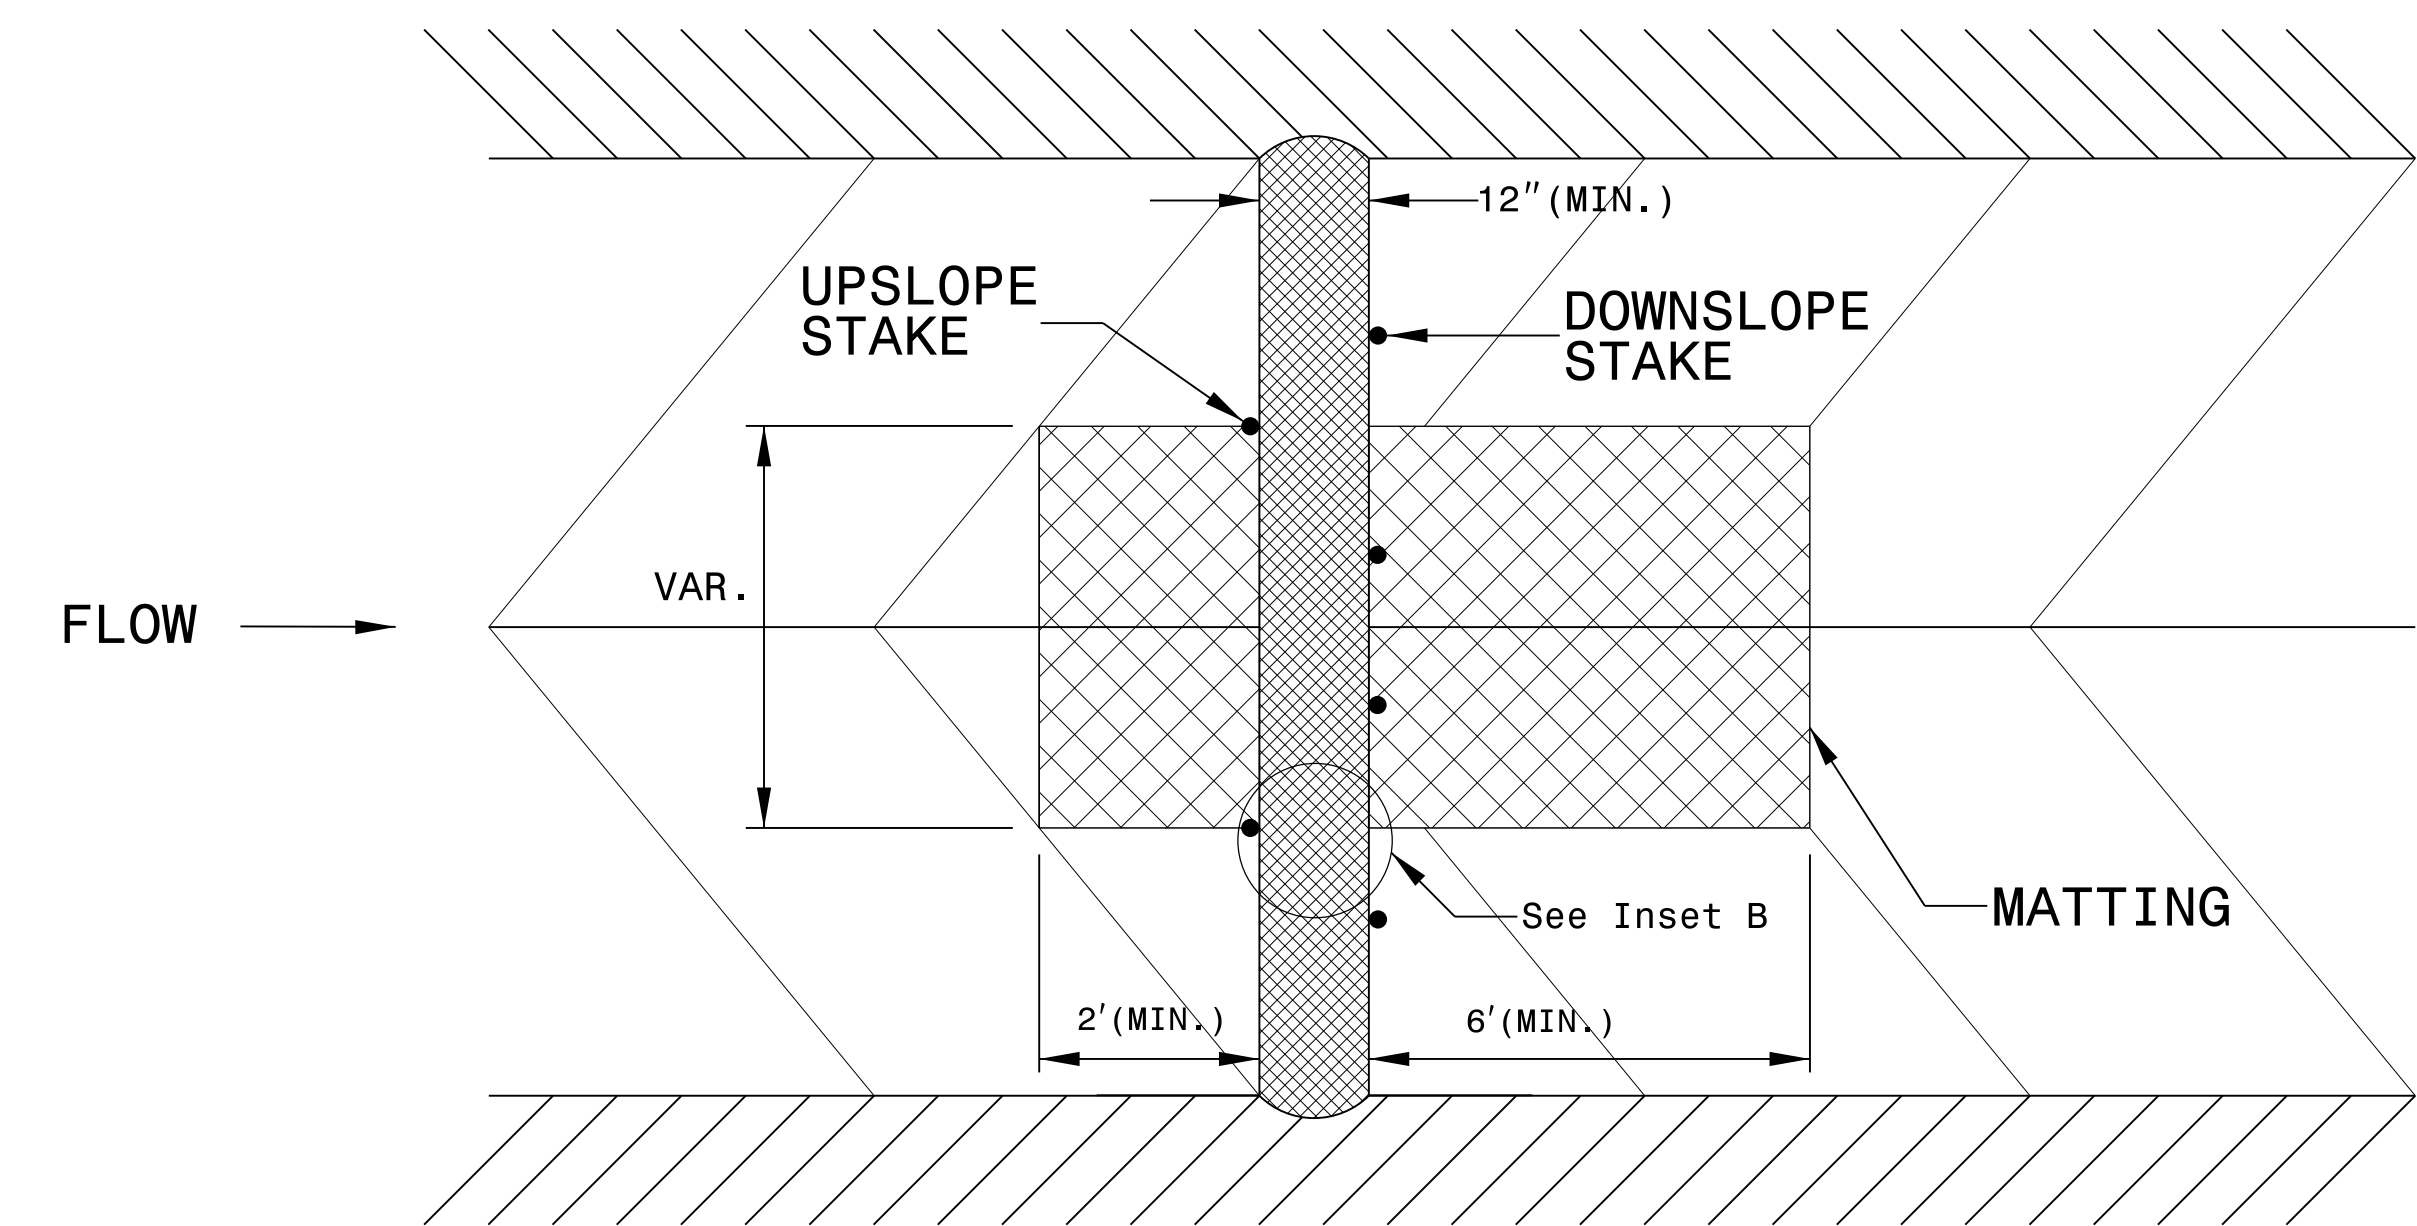 12"(MIN.)
UPSLOPE
STAKE
DOWNSLOPE
STAKE
VAR.
FLOW
MATTING
See Inset B
2'(MIN.)
6'(MIN.)